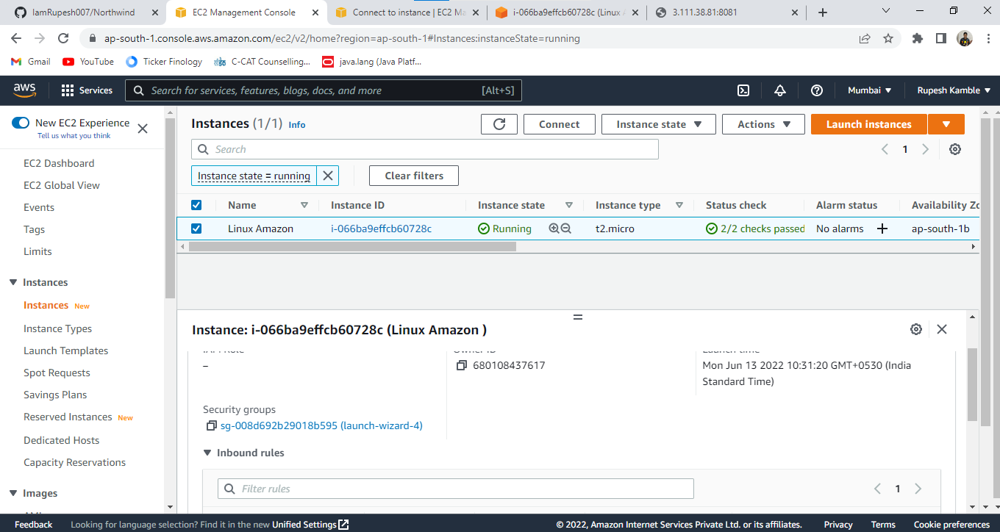 IamRupesh007/Northwind
EC2 Management Console
Connect to instance | EC2 Ma
i-066ba9effcb60728c (Linux A
3.111.38.81:8081
ap-south-1.console.aws.amazon.com/ec2/v2/home?region=ap-south-1#Instances:instanceState=running
Gmail
YouTube
Ticker Finology
C-CAT Counselling...
java.lang (Java Platf...
aws
Services
Search for services, features, blogs, docs, and more
[Alt+S]
Mumbai
Rupesh Kamble
New EC2 Experience
Tell us what you think
EC2 Dashboard
EC2 Global View
Events
Tags
Limits
Instances
Instances New
Instance Types
Launch Templates
Spot Requests
Savings Plans
Reserved Instances New
Dedicated Hosts
Capacity Reservations
Images
Instances (1/1) Info
Connect
Instance state
Actions
Launch instances
Search
1
Instance state = running
Clear filters
Name
Instance ID
Instance state
Instance type
Status check
Alarm status
Availability Zo
Linux Amazon
i-066ba9effcb60728c
Running
t2.micro
2/2 checks passed
No alarms
ap-south-1b
Instance: i-066ba9effcb60728c (Linux Amazon )
IAM Role
–
Owner ID
680108437617
Launch time
Mon Jun 13 2022 10:31:20 GMT+0530 (India
Standard Time)
Security groups
sg-008d692b29018b595 (launch-wizard-4)
Inbound rules
Filter rules
1
Feedback
Looking for language selection? Find it in the new Unified Settings
© 2022, Amazon Internet Services Private Ltd. or its affiliates.
Privacy
Terms
Cookie preferences